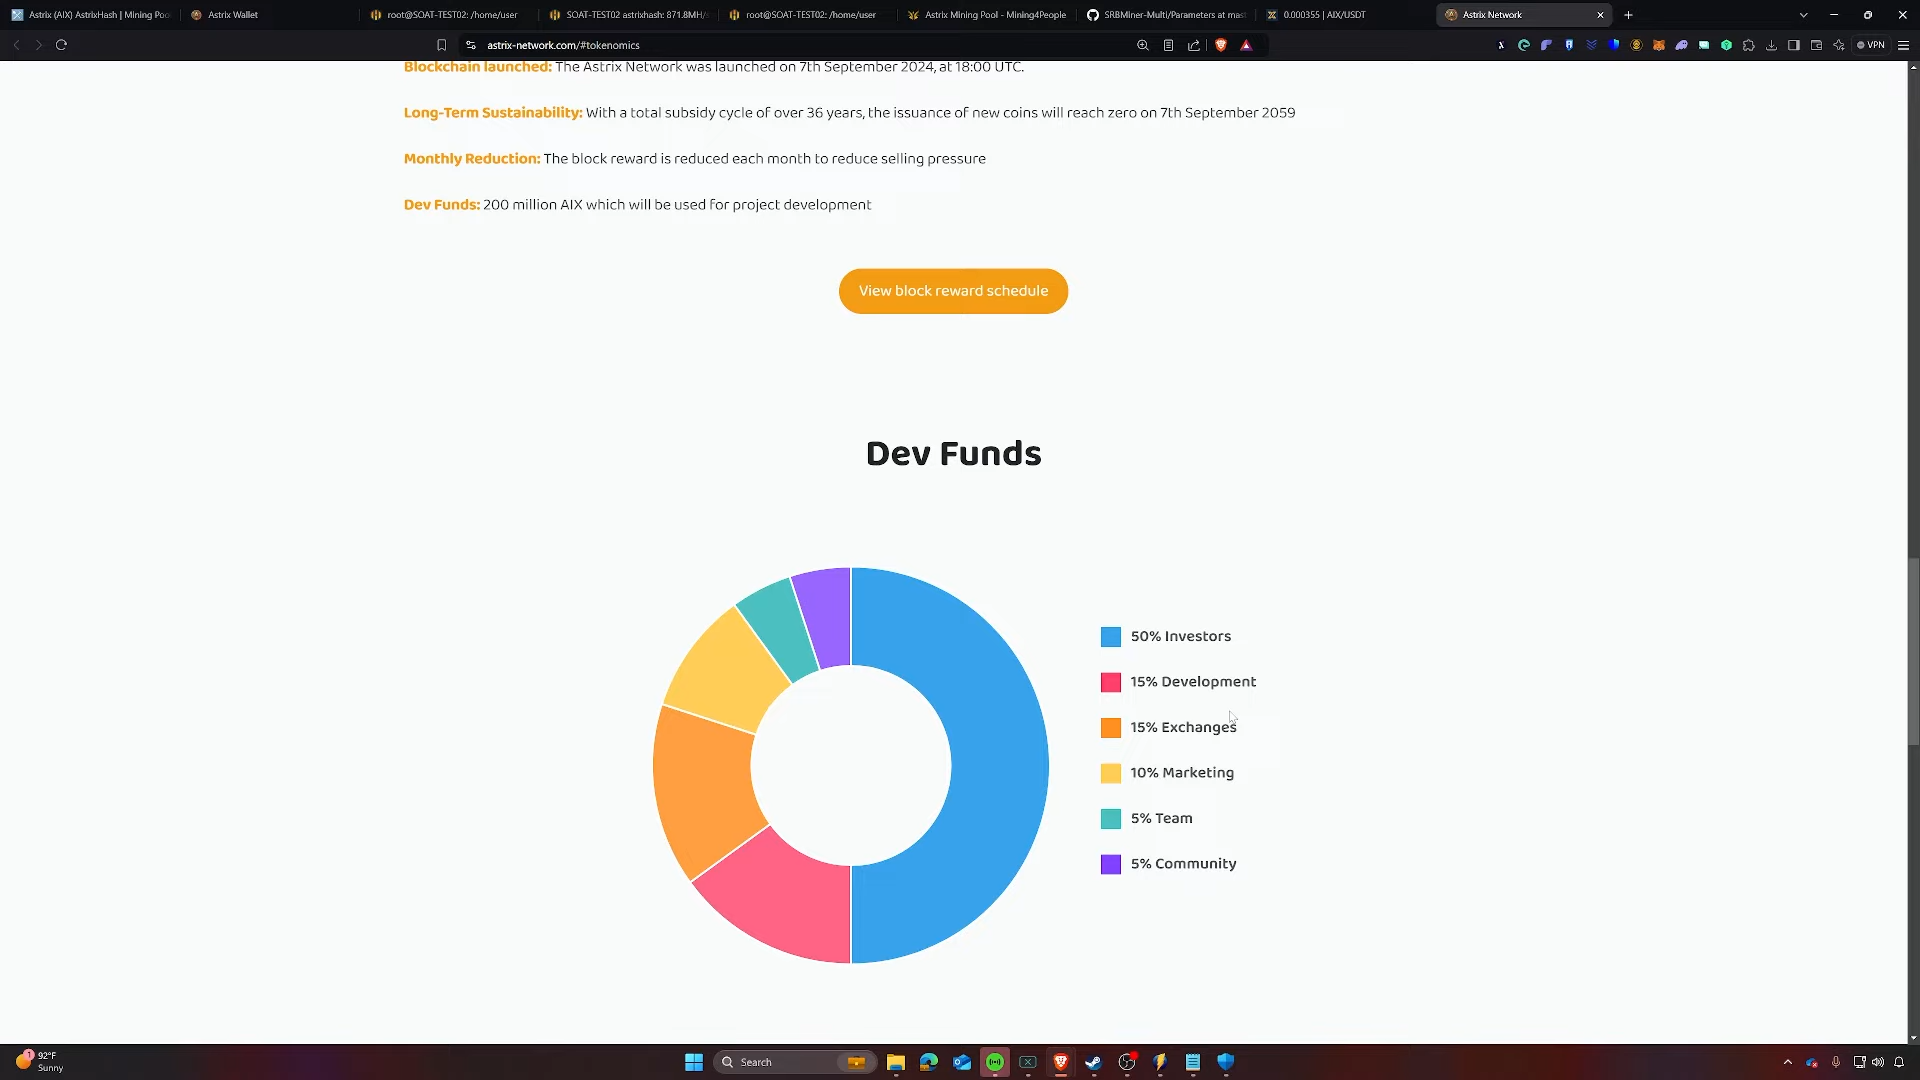 Astrix (AIX) AstrixHash | Mining Poo
Astrix Wallet
root@SOAT-TEST02: /home/user
SOAT-TEST02 astrixhash: 871.8MH/
root@SOAT-TEST02: /home/user
Astrix Mining Pool - Mining4People
SRBMiner-Multi/Parameters at mast
0.000355 | AIX/USDT
Astrix Network
astrix-network.com/#tokenomics
VPN
Blockchain launched: The Astrix Network was launched on 7th September 2024, at 18:00 UTC.
Long-Term Sustainability: With a total subsidy cycle of over 36 years, the issuance of new coins will reach zero on 7th September 2059
Monthly Reduction: The block reward is reduced each month to reduce selling pressure
Dev Funds: 200 million AIX which will be used for project development
View block reward schedule
Dev Funds
50% Investors
15% Development
15% Exchanges
10% Marketing
5% Team
5% Community
1
92°F
Sunny
Search